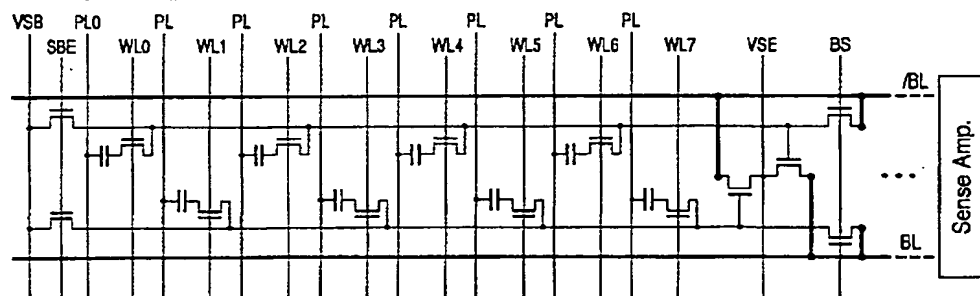 VSB PL0 PL PL PL PL PL PL PL
SBE WL0 WL1 WL2 WL3 WL4 WL5 WL6 WL7 VSE BS
/BL
Sense Amp.
BL